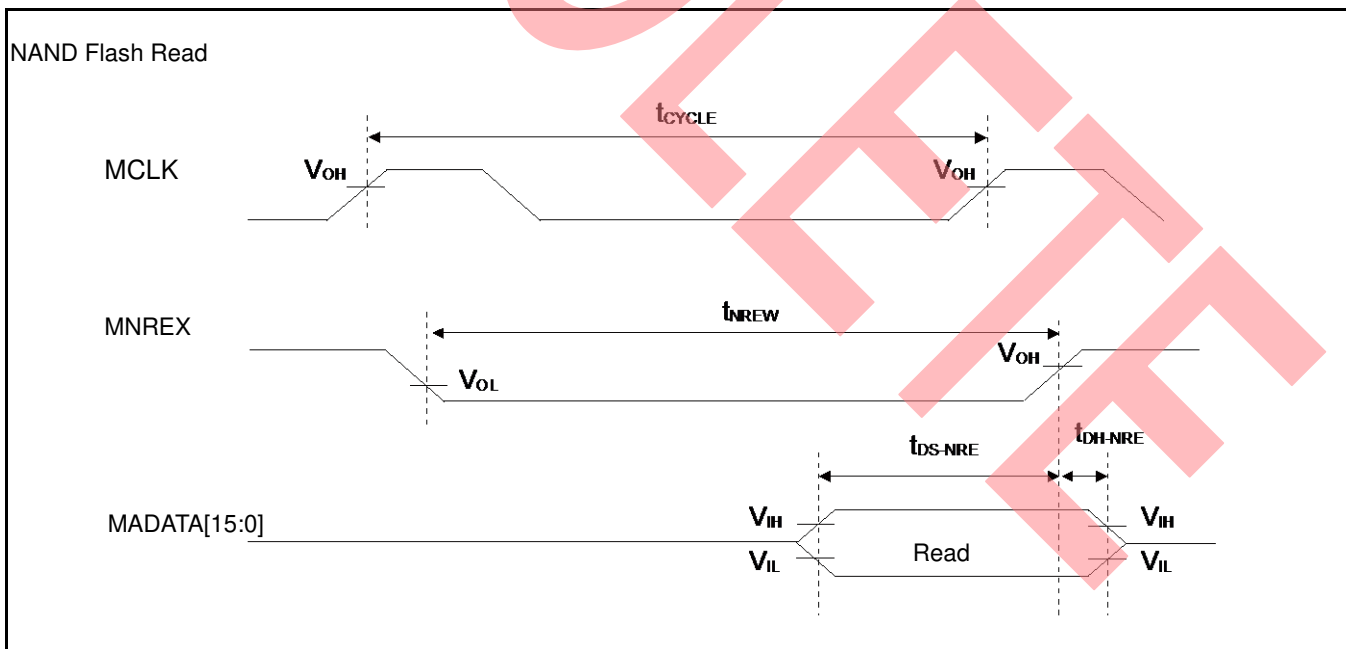 NAND Flash Read
tCYCLE
MCLK
VOH
VOH
MNREX
tNREW
VOL
VOH
tDS-NRE
tDH-NRE
MADATA[15:0]
VIH
VIH
VIL
Read
VIL
SLETE